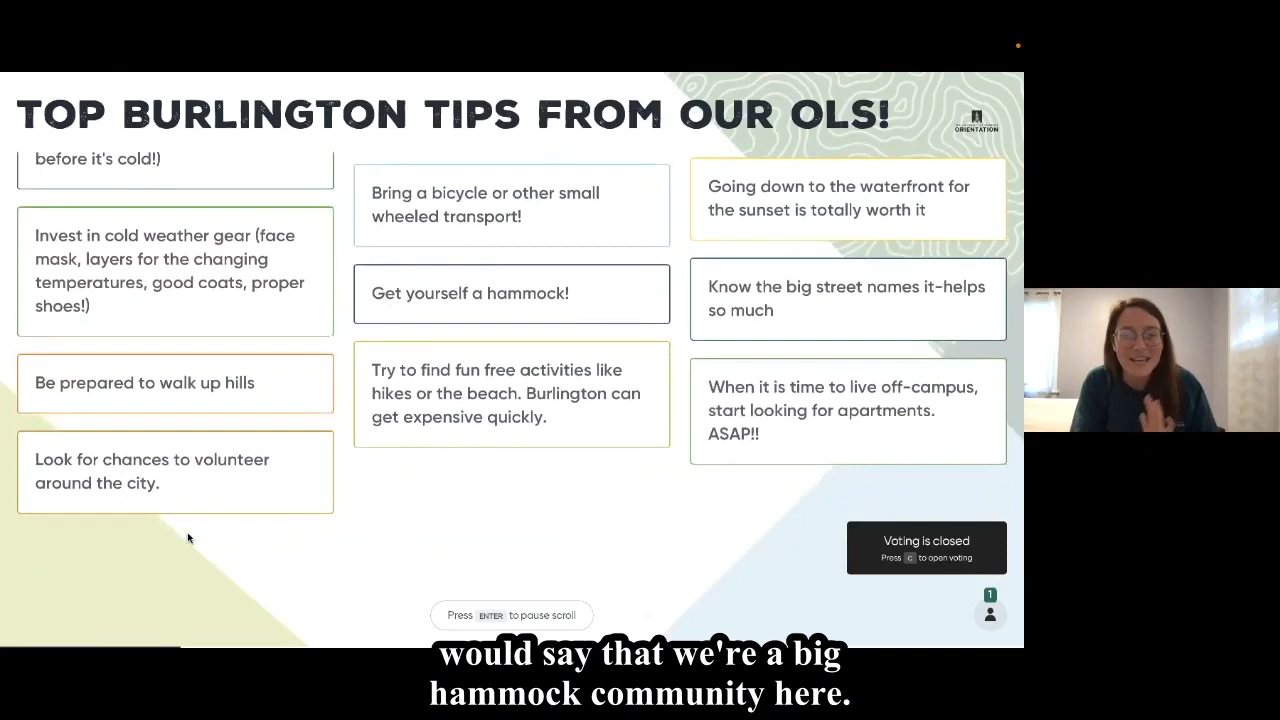 TOP BURLINGTON TIPS FROM OUR OLS!
ORIENTATION
before it's cold!)
Invest in cold weather gear (face
mask, layers for the changing
temperatures, good coats, proper
shoes!)
Be prepared to walk up hills
Look for chances to volunteer
around the city.
Bring a bicycle or other small
wheeled transport!
Get yourself a hammock!
Try to find fun free activities like
hikes or the beach. Burlington can
get expensive quickly.
Going down to the waterfront for
the sunset is totally worth it
Know the big street names it-helps
so much
When it is time to live off-campus,
start looking for apartments.
ASAP!!
Voting is closed
Press C to open voting
1
Press ENTER to pause scroll
would say that we're a big
hammock community here.